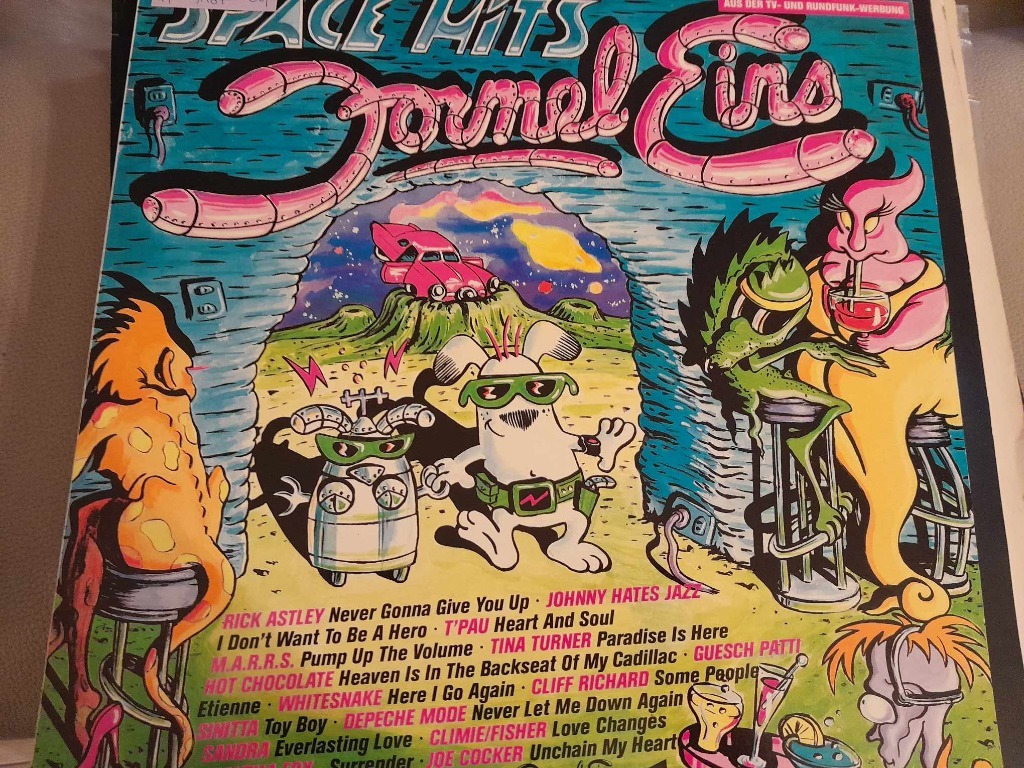 AUS DER TV- UND RUNDFUNK-WERBUNG
SPACE HITS
Formel Eins
RICK ASTLEY Never Gonna Give You Up · JOHNNY HATES JAZZ
I Don't Want To Be A Hero · T'PAU Heart And Soul
M.A.R.R.S. Pump Up The Volume · TINA TURNER Paradise Is Here
HOT CHOCOLATE Heaven Is In The Backseat Of My Cadillac · GUESCH PATTI
Etienne · WHITESNAKE Here I Go Again · CLIFF RICHARD Some People
SINITTA Toy Boy · DEPECHE MODE Never Let Me Down Again
SANDRA Everlasting Love · CLIMIE/FISHER Love Changes
Surrender · JOE COCKER Unchain My Heart